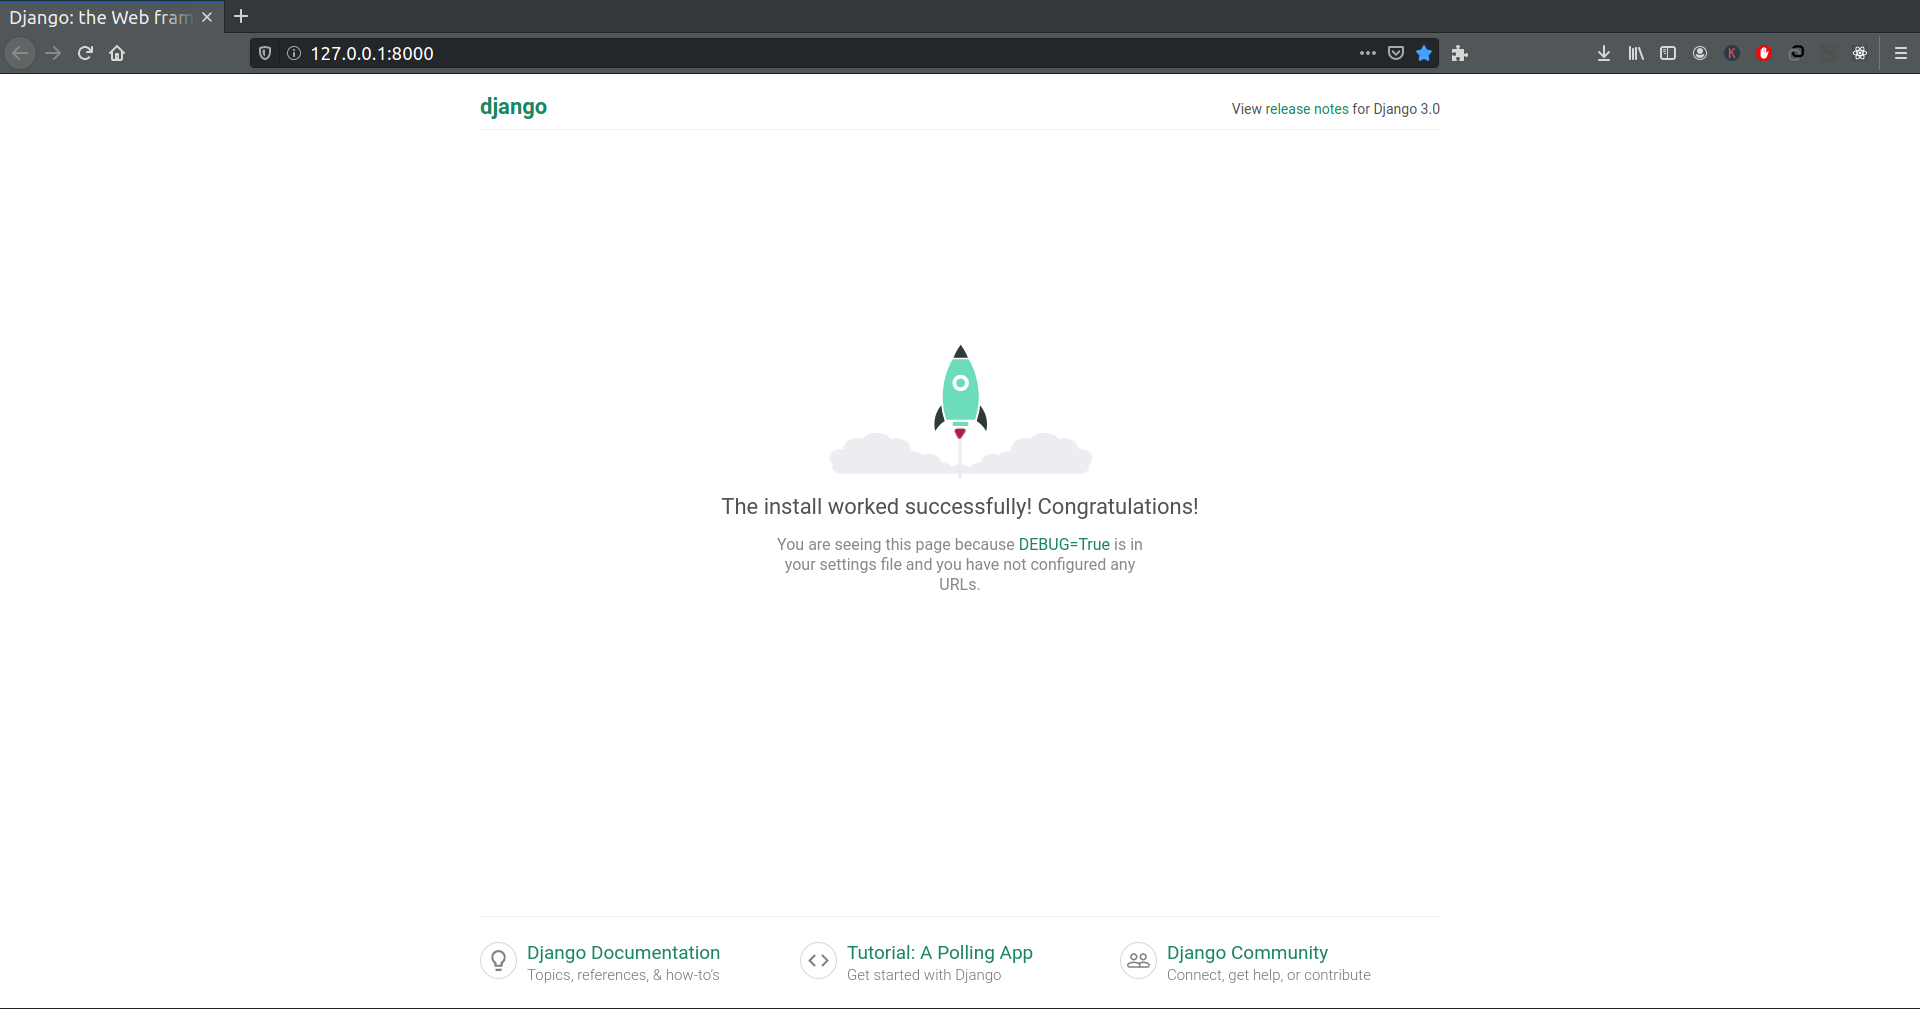 Django: the Web fram
127.0.0.1:8000
django
View release notes for Django 3.0
The install worked successfully! Congratulations!
You are seeing this page because DEBUG=True is in
your settings file and you have not configured any
URLs.
Django Documentation
Topics, references, & how-to's
Tutorial: A Polling App
Get started with Django
Django Community
Connect, get help, or contribute